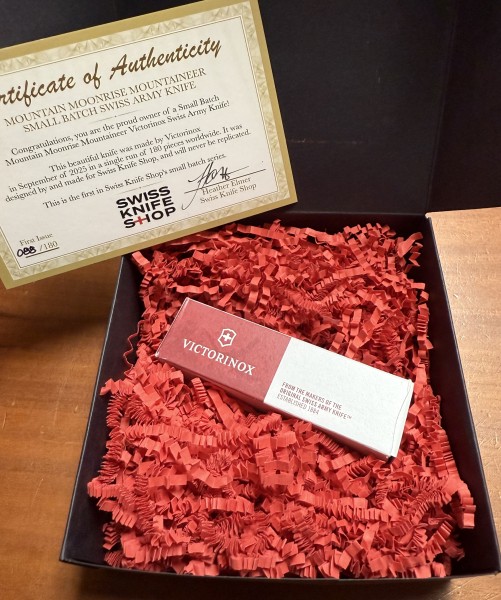 rtificate of Authenticity
MOUNTAIN MOONRISE MOUNTAINEER
SMALL BATCH SWISS ARMY KNIFE
Congratulations, you are the proud owner of a Small Batch
Mountain Moonrise Mountaineer Victorinox Swiss Army Knife!
This beautiful knife was made by Victorinox
in September of 2025 in a single run of 180 pieces worldwide. It was
designed by and made for Swiss Knife Shop, and will never be replicated.
This is the first in Swiss Knife Shop's small batch series.
SWISS
KNIFE
SHOP
Heather Elmer
Swiss Knife Shop
First Issue
088 /180
VICTORINOX
FROM THE MAKERS OF THE
ORIGINAL SWISS ARMY KNIFE™
ESTABLISHED 1884